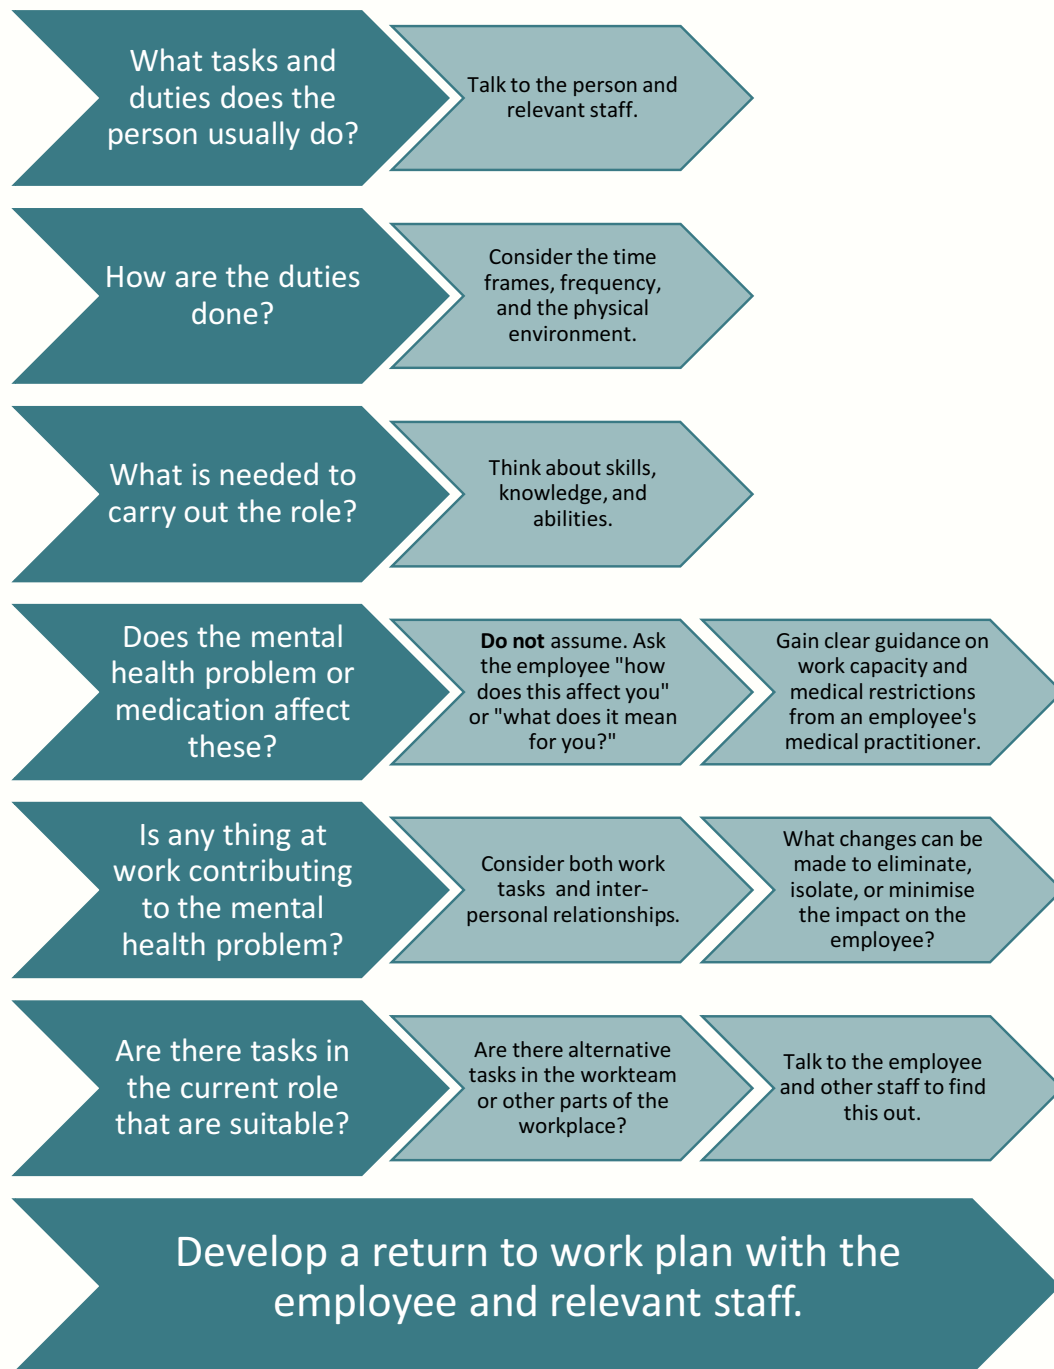 What tasks and
duties does the
person usually do?
Talk to the person and
relevant staff.
How are the duties
done?
Consider the time
frames, frequency,
and the physical
environment.
What is needed to
carry out the role?
Think about skills,
knowledge, and
abilities.
Does the mental
health problem or
medication affect
these?
Do not assume. Ask
the employee "how
does this affect you"
or "what does it mean
for you?"
Gain clear guidance on
work capacity and
medical restrictions
from an employee's
medical practitioner.
Is any thing at
work contributing
to the mental
health problem?
Consider both work
tasks and inter-
personal relationships.
What changes can be
made to eliminate,
isolate, or minimise
the impact on the
employee?
Are there tasks in
the current role
that are suitable?
Are there alternative
tasks in the workteam
or other parts of the
workplace?
Talk to the employee
and other staff to find
this out.
Develop a return to work plan with the
employee and relevant staff.